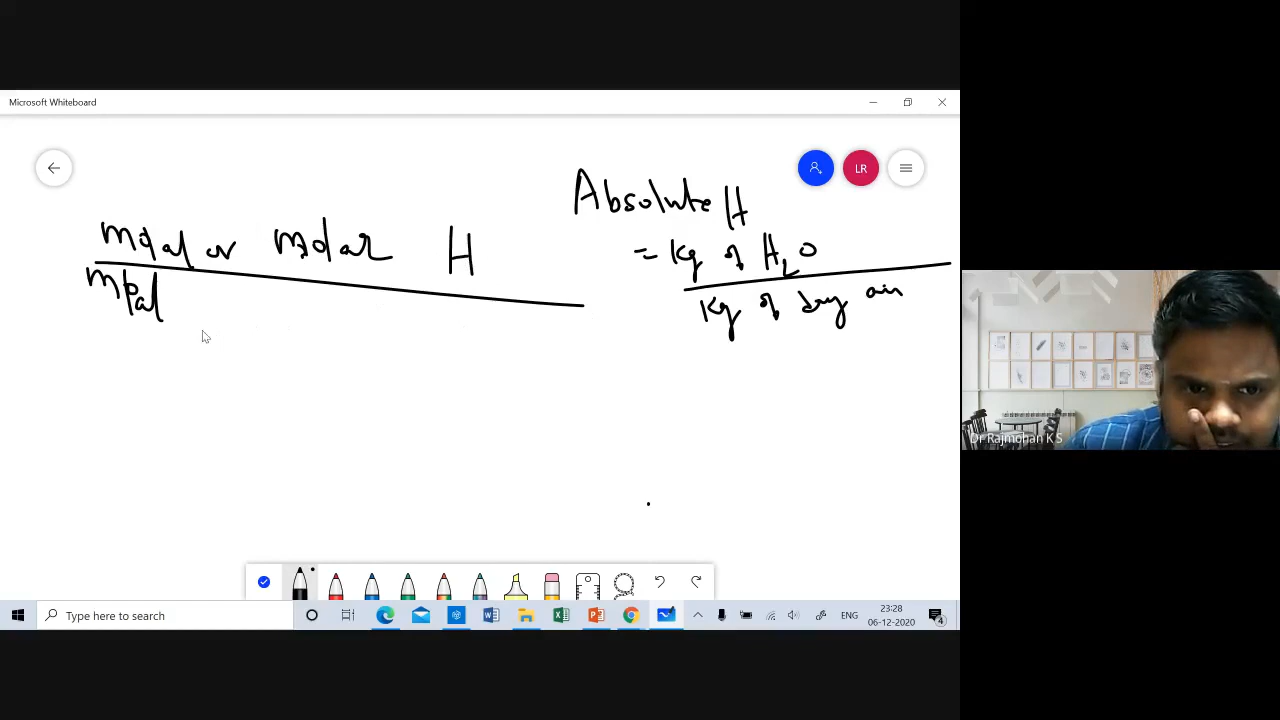 Microsoft Whiteboard
LR
Absolute H
Molal or Molar H
= Kg of H2O
Kg of dry air
Dr Rajmohan K S
Type here to search
ENG
23:28
06-12-2020
4